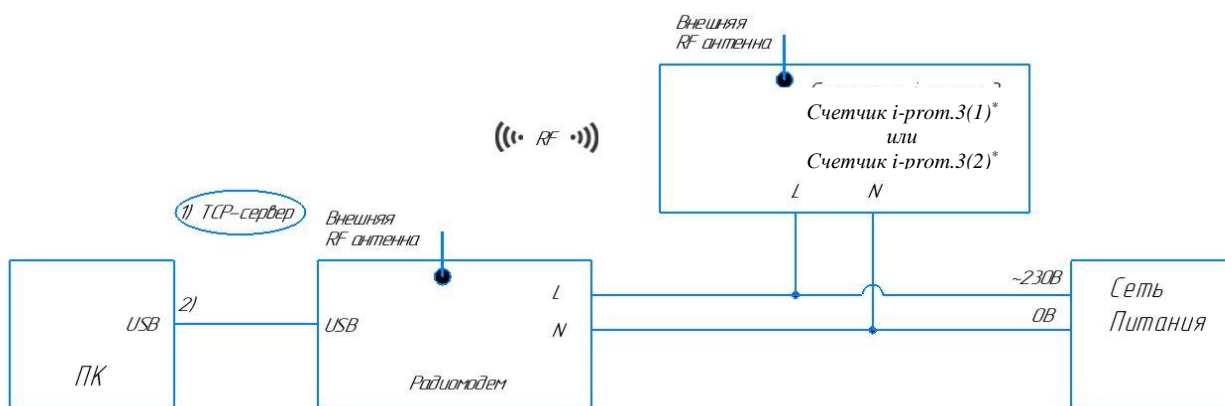 Внешняя
RF антенна
Счетчик i-prom.3(1)*
или
Счетчик i-prom.3(2)*
RF
L N
1) TCP-сервер
Внешняя
RF антенна
2)
USB
ПК
USB
L
N
Радиомодем
~230В
0В
Сеть
Питания